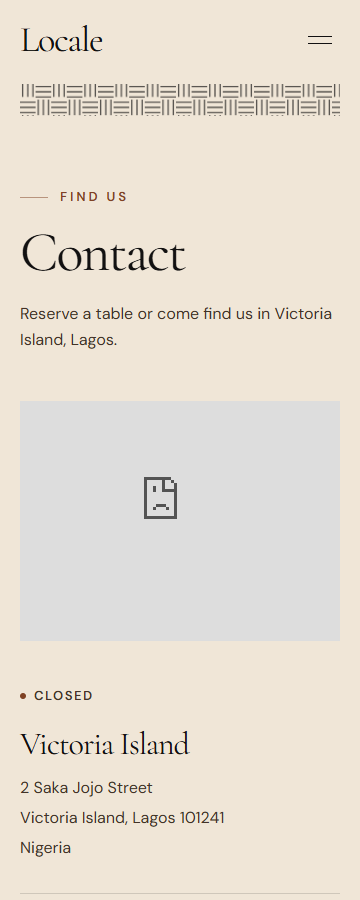 Locale
FIND US
Contact
Reserve a table or come find us in Victoria
Island, Lagos.
CLOSED
Victoria Island
2 Saka Jojo Street
Victoria Island, Lagos 101241
Nigeria